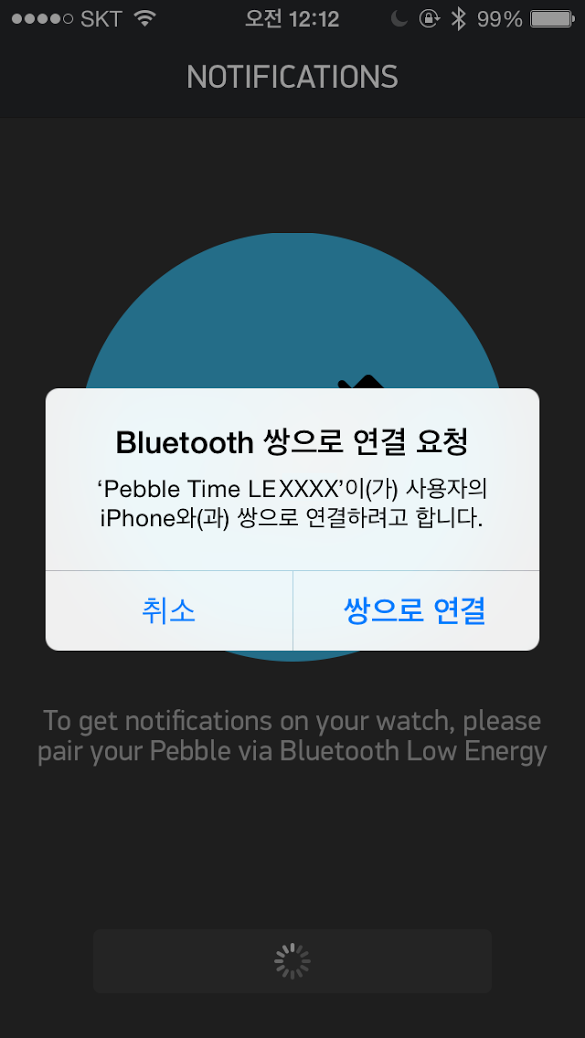 SKT 오전 12:12 99%
NOTIFICATIONS
Bluetooth 쌍으로 연결 요청
‘Pebble Time LE XXXX’이(가) 사용자의
iPhone와(과) 쌍으로 연결하려고 합니다.
취소 쌍으로 연결
To get notifications on your watch, please
pair your Pebble via Bluetooth Low Energy